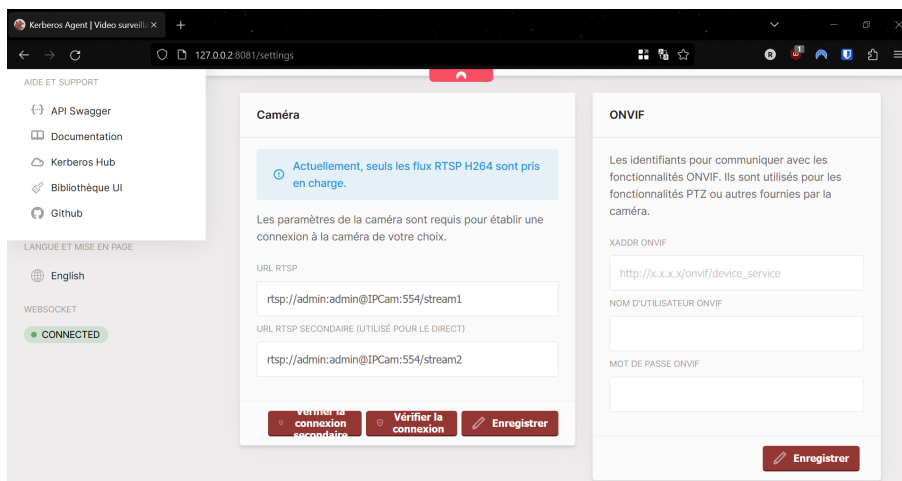 Kerberos Agent | Video surveill
127.0.0.2:8081/settings
1
AIDE ET SUPPORT
API Swagger
Documentation
Kerberos Hub
Bibliothèque UI
Github
LANGUE ET MISE EN PAGE
English
WEBSOCKET
CONNECTED
Caméra
Actuellement, seuls les flux RTSP H264 sont pris
en charge.
Les paramètres de la caméra sont requis pour établir une
connexion à la caméra de votre choix.
URL RTSP
rtsp://admin:admin@IPCam:554/stream1
URL RTSP SECONDAIRE (UTILISÉ POUR LE DIRECT)
rtsp://admin:admin@IPCam:554/stream2
Vérifier la
connexion
secondaire
Vérifier la
connexion
Enregistrer
ONVIF
Les identifiants pour communiquer avec les
fonctionnalités ONVIF. Ils sont utilisés pour les
fonctionnalités PTZ ou autres fournies par la
caméra.
XADDR ONVIF
http://x.x.x.x/onvif/device_service
NOM D'UTILISATEUR ONVIF
MOT DE PASSE ONVIF
Enregistrer